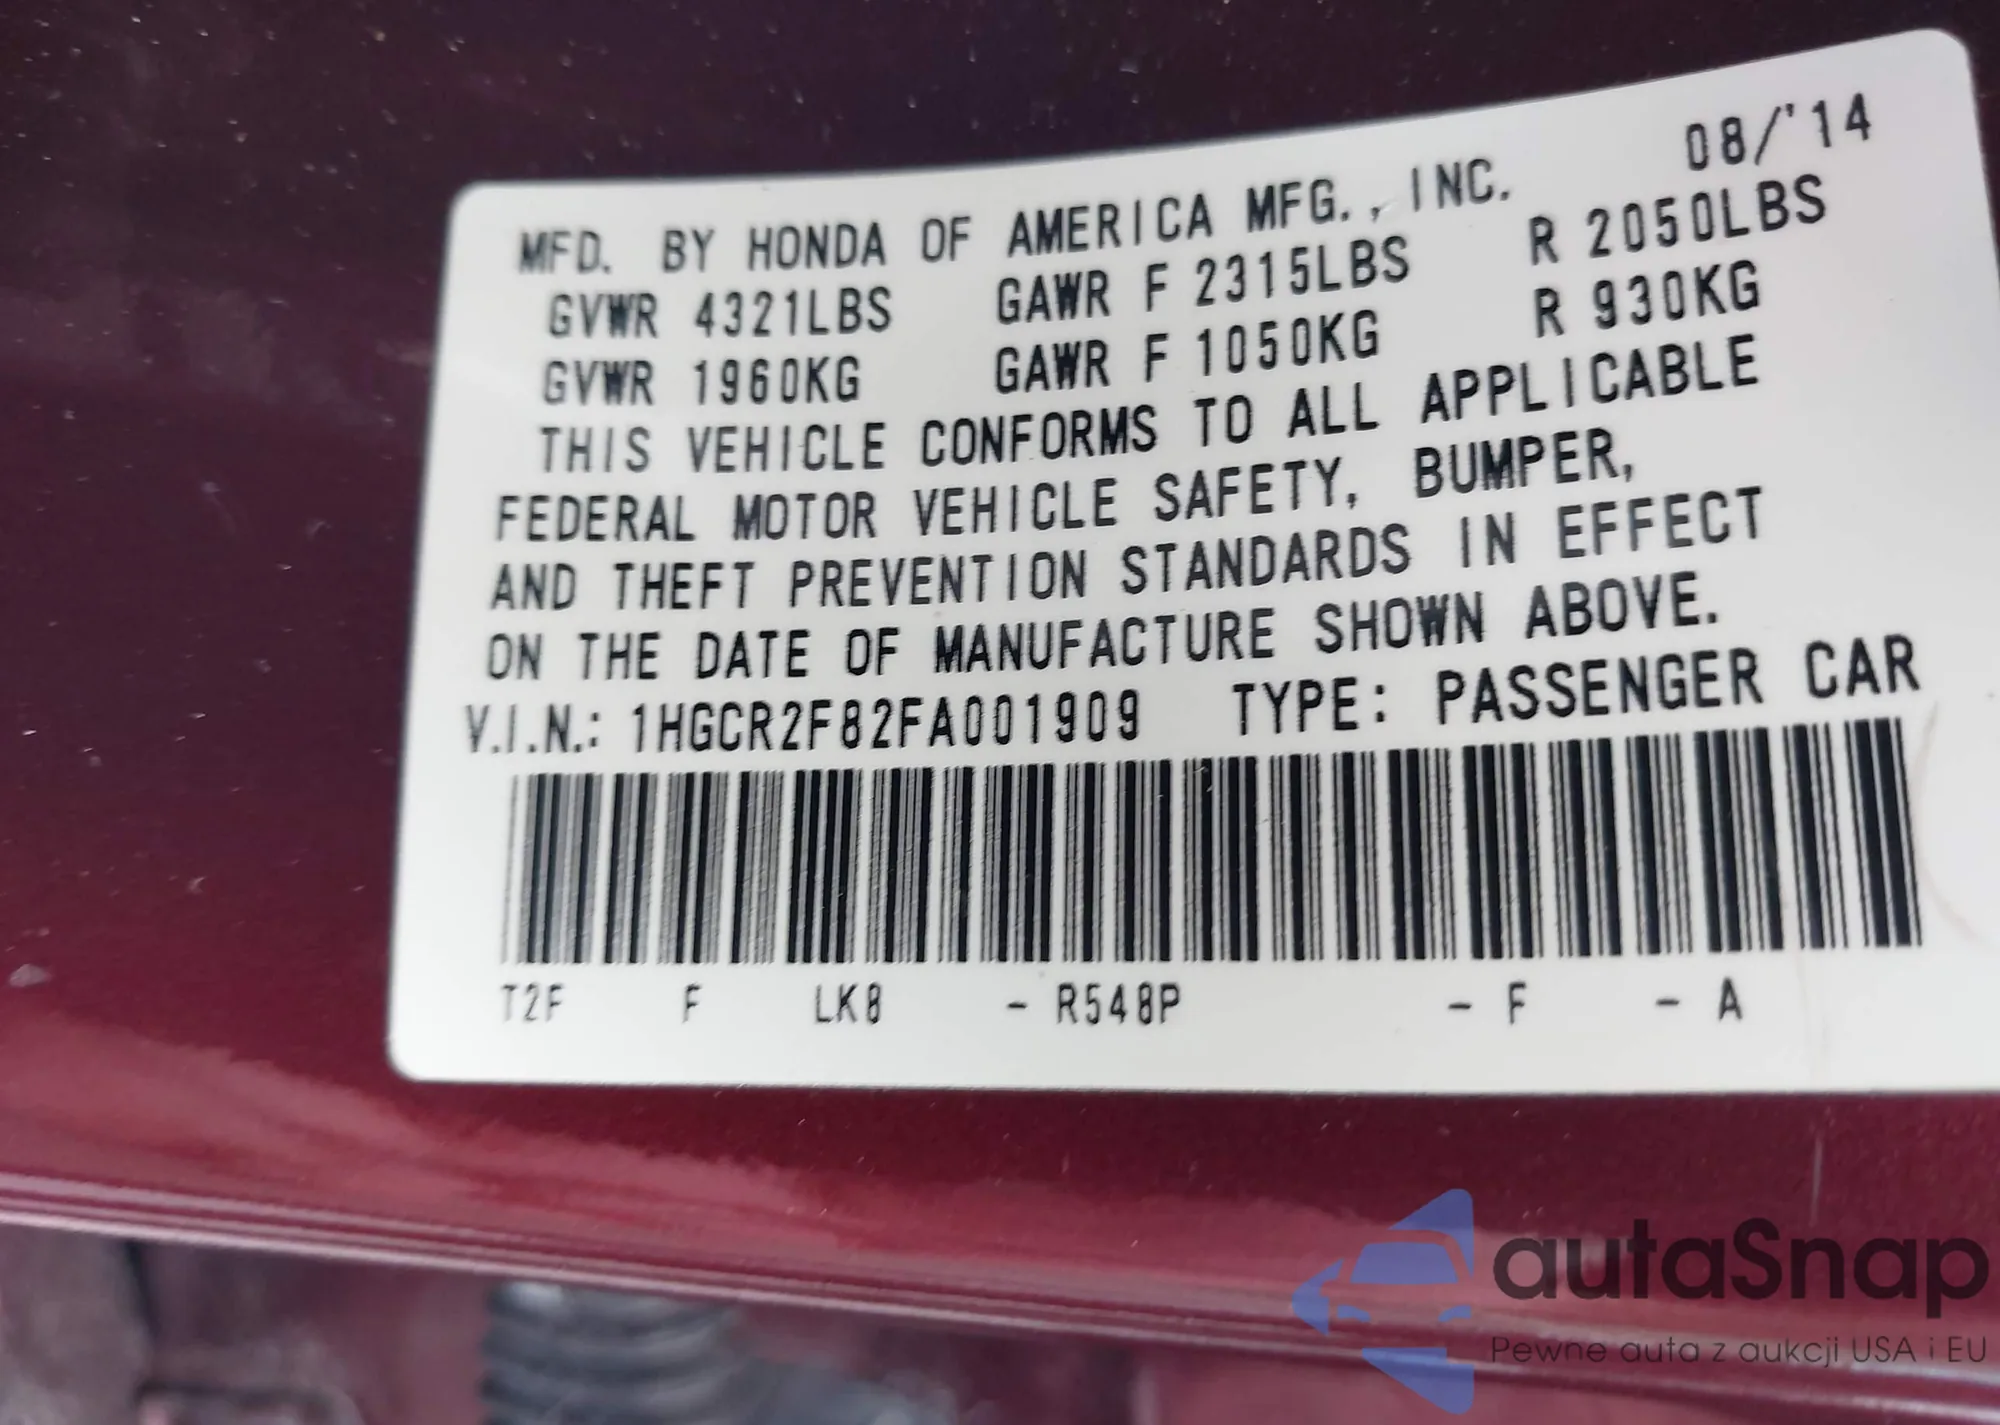 08/'14
MFD. BY HONDA OF AMERICA MFG., INC.
GVWR 4321LBS GAWR F 2315LBS R 2050LBS
GVWR 1960KG GAWR F 1050KG R 930KG
THIS VEHICLE CONFORMS TO ALL APPLICABLE
FEDERAL MOTOR VEHICLE SAFETY, BUMPER,
AND THEFT PREVENTION STANDARDS IN EFFECT
ON THE DATE OF MANUFACTURE SHOWN ABOVE.
V.I.N.: 1HGCR2F82FA001909 TYPE: PASSENGER CAR
T2F F LK8 - R548P - F - A
autaSnap
Pewne auta z aukcji USA i EU